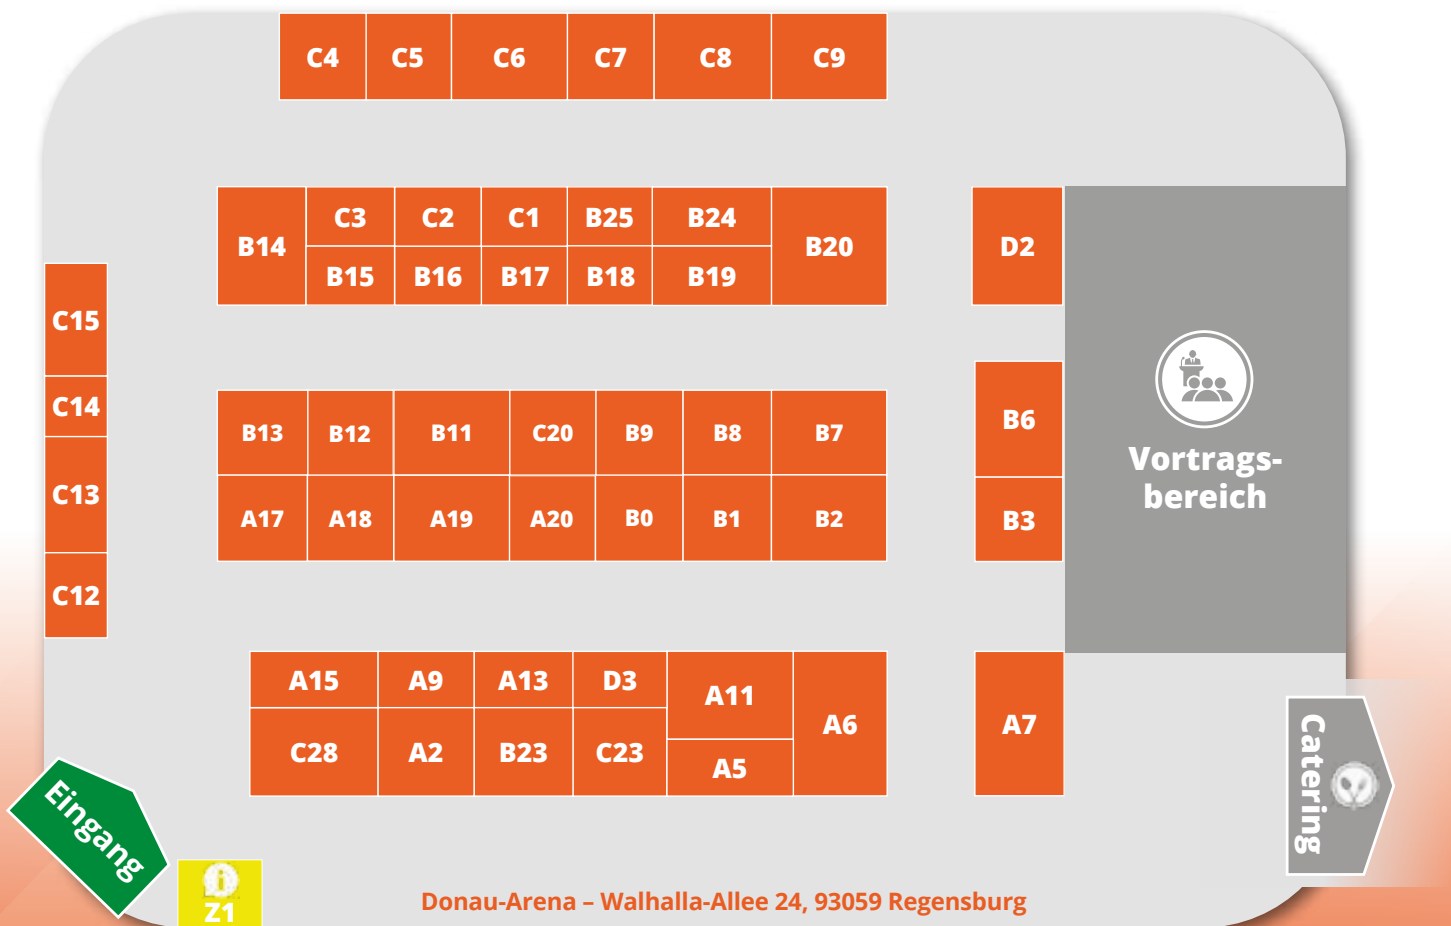 C4 C5 C6 C7 C8 C9
B14 C3 C2 C1 B25 B24 B20 D2
B15 B16 B17 B18 B19
C15
C14
C13
C12
B13 B12 B11 C20 B9 B8 B7 B6
A17 A18 A19 A20 B0 B1 B2 B3
Vortrags-
bereich
A15 A9 A13 D3 A11 A6 A7
C28 A2 B23 C23 A5
Catering
Eingang
i
Z1
Donau-Arena – Walhalla-Allee 24, 93059 Regensburg